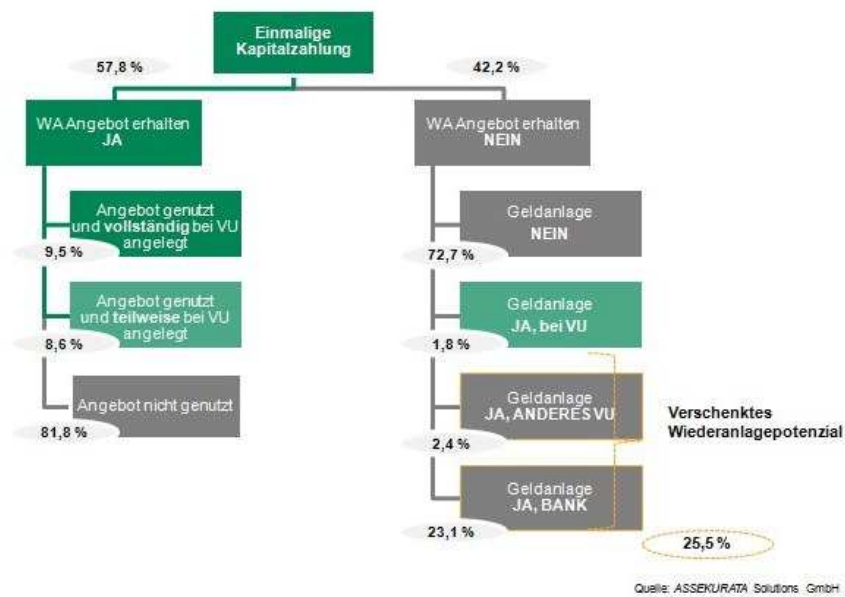 Einmalige
Kapitalzahlung
57,8 %
42,2 %
WA Angebot erhalten
JA
WA Angebot erhalten
NEIN
Angebot genutzt
und vollständig bei VU
angelegt
9,5 %
Angebot genutzt
und teilweise bei VU
angelegt
8,6 %
Angebot nicht genutzt
81,8 %
Geldanlage
NEIN
72,7 %
Geldanlage
JA, bei VU
1,8 %
Geldanlage
JA, ANDERES VU
2,4 %
Geldanlage
JA, BANK
23,1 %
Verschenktes
Wiederanlagepotenzial
25,5 %
Quelle: ASSEKURATA Solutions GmbH